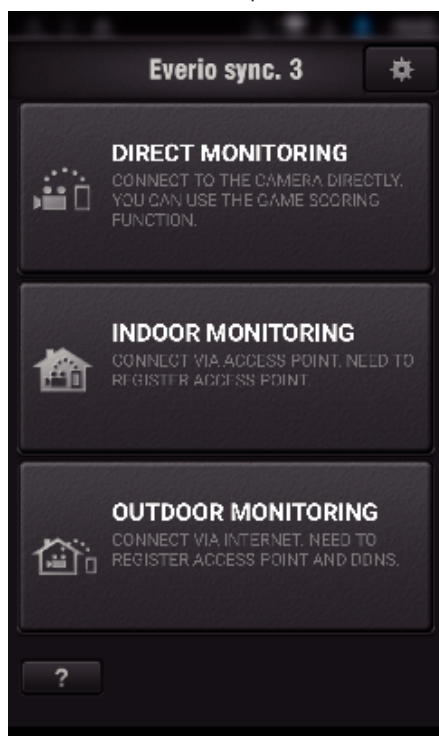 Everio sync. 3
DIRECT MONITORING
CONNECT TO THE CAMERA DIRECTLY.
YOU CAN USE THE GAME SCORING
FUNCTION.
INDOOR MONITORING
CONNECT VIA ACCESS POINT. NEED TO
REGISTER ACCESS POINT.
OUTDOOR MONITORING
CONNECT VIA INTERNET. NEED TO
REGISTER ACCESS POINT AND DDNS.
?